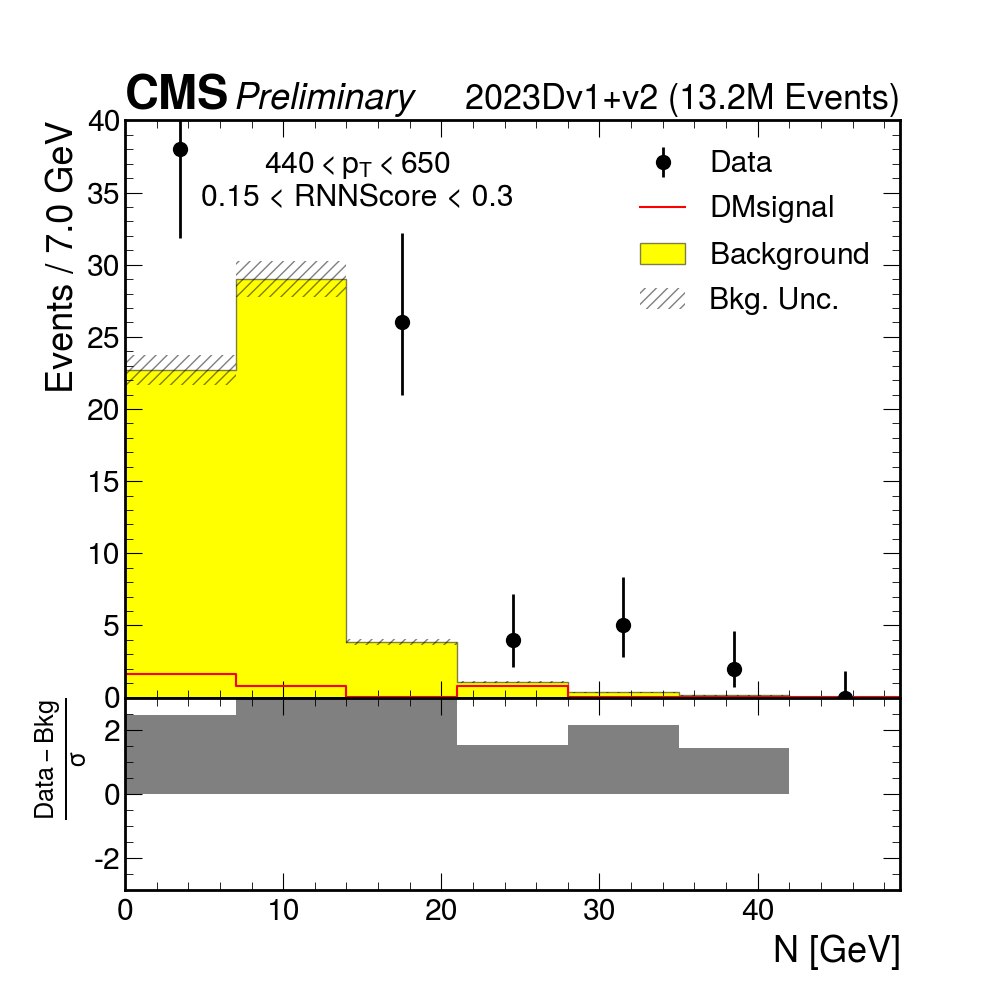 CMS Preliminary 2023Dv1+v2 (13.2M Events)
Events / 7.0 GeV
440 < pT < 650
0.15 < RNNScore < 0.3
Data
DMsignal
Background
Bkg. Unc.
40
35
30
25
20
15
10
5
0
Data − Bkg
σ
2
0
-2
0 10 20 30 40
N [GeV]